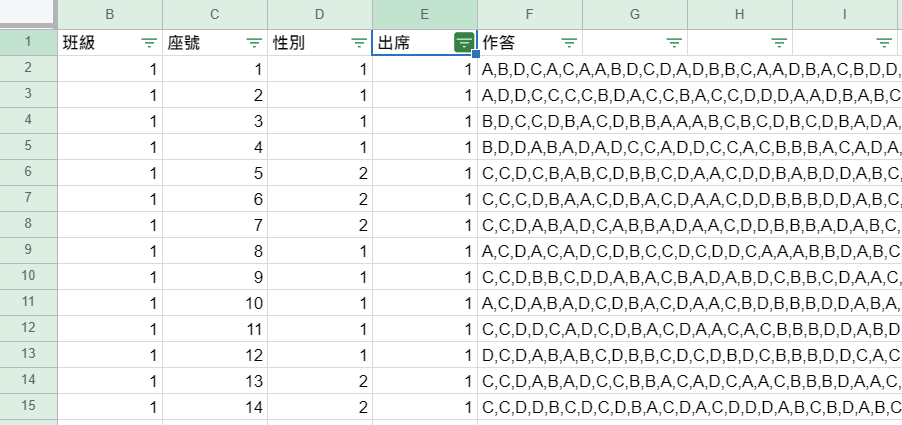 B C D E F G H I
1 班級 座號 性別 出席 作答
2 1 1 1 1 A,B,D,C,A,C,A,A,B,D,C,D,A,D,B,B,C,A,A,D,B,A,C,B,D,D,
3 1 2 1 1 A,D,D,C,C,C,C,B,D,A,C,C,B,A,C,C,D,D,D,A,A,D,B,A,B,C
4 1 3 1 1 B,D,C,C,D,B,A,C,D,B,B,A,A,A,B,C,B,C,D,B,C,D,B,A,D,A,
5 1 4 1 1 B,D,D,A,B,A,D,A,D,C,C,A,D,D,C,C,A,C,B,B,B,A,C,A,D,A,
6 1 5 2 1 C,C,D,C,B,A,B,C,D,B,B,C,D,A,A,C,D,D,B,A,B,D,D,A,B,C,
7 1 6 2 1 C,C,C,D,B,A,A,C,D,B,A,C,D,A,A,C,D,D,B,B,B,D,D,A,B,C,
8 1 7 2 1 C,C,D,A,B,A,D,C,A,B,B,A,D,A,A,C,D,D,B,B,B,A,D,A,B,C,
9 1 8 1 1 A,C,D,A,C,A,D,C,D,B,C,C,D,C,D,D,C,A,A,A,B,B,D,A,B,C
10 1 9 1 1 C,C,D,B,B,C,D,D,A,B,A,C,B,A,D,A,B,D,C,B,B,C,D,A,A,C,
11 1 10 1 1 A,C,D,A,B,A,D,C,D,B,A,C,D,A,A,C,B,D,B,B,B,D,D,A,B,A,
12 1 11 1 1 C,C,D,D,C,A,D,C,D,B,A,C,D,A,A,C,A,C,B,B,B,D,D,A,B,D
13 1 12 1 1 D,C,D,A,B,A,B,C,D,B,B,C,D,C,D,B,D,C,B,B,B,D,D,C,A,C
14 1 13 2 1 C,C,D,A,B,A,D,C,C,B,B,A,C,A,D,C,A,A,C,B,B,B,D,A,A,C,
15 1 14 2 1 C,C,D,D,B,C,D,C,D,B,A,C,D,A,C,D,D,D,A,B,C,B,D,A,B,C